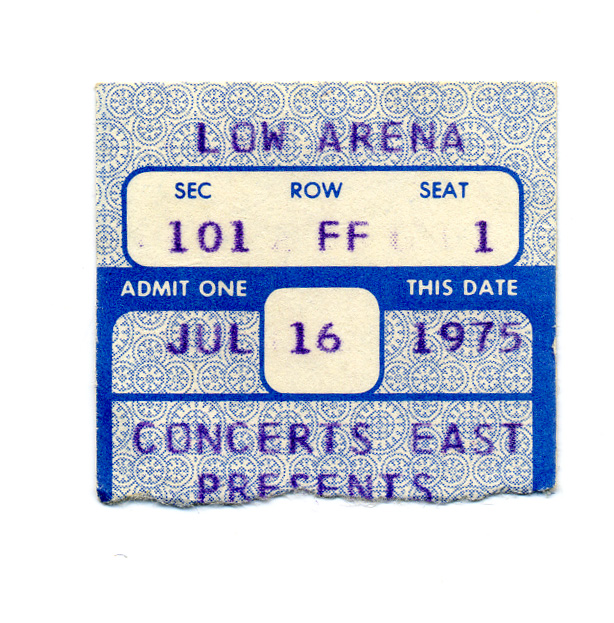 LOW ARENA
SEC ROW SEAT
101 FF 1
ADMIT ONE THIS DATE
JUL 16 1975
CONCERTS EAST
PRESENTS